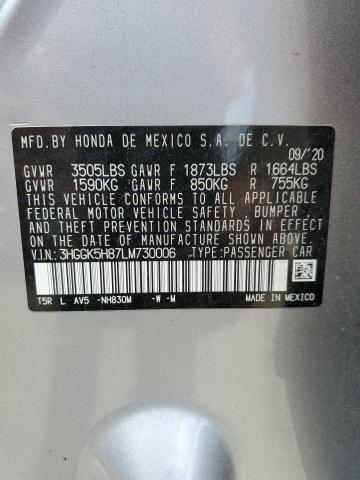 MFD.BY HONDA DE MEXICO S.A. DE C.V.
09/'20
GVWR 3505LBS GAWR F 1873LBS R 1664LBS
GVWR 1590KG GAWR F 850KG R 755KG
THIS VEHICLE CONFORMS TO ALL APPLICABLE
FEDERAL MOTOR VEHICLE SAFETY, BUMPER,
AND THEFT PREVENTION STANDARDS IN EFFECT
ON THE DATE OF MANUFACTURE SHOWN ABOVE.
V.I.N.: 3HGGK5H87LM730006 TYPE:PASSENGER CAR
T5R L AV5 -NH830M -W -M MADE IN MEXICO